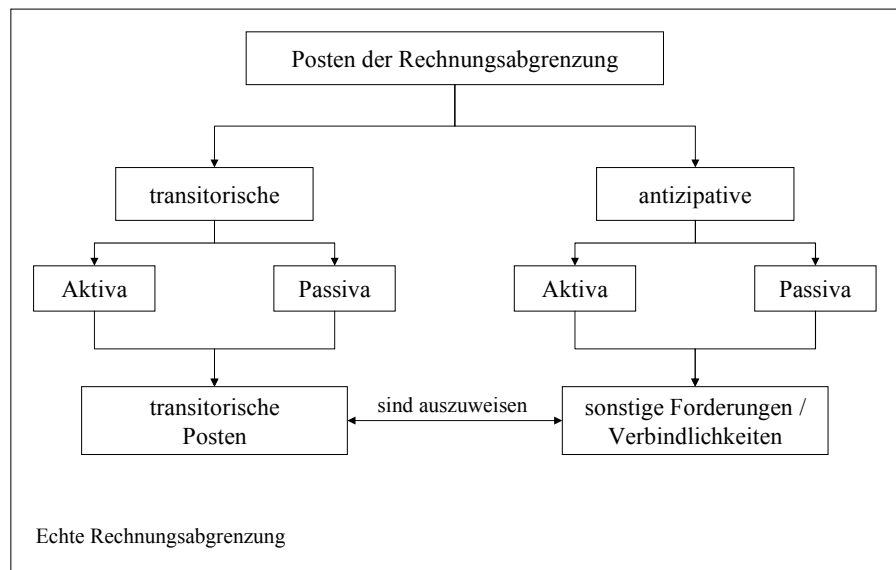 Posten der Rechnungsabgrenzung
transitorische
antizipative
Aktiva
Passiva
Aktiva
Passiva
transitorische
Posten
sind auszuweisen
sonstige Forderungen /
Verbindlichkeiten
Echte Rechnungsabgrenzung